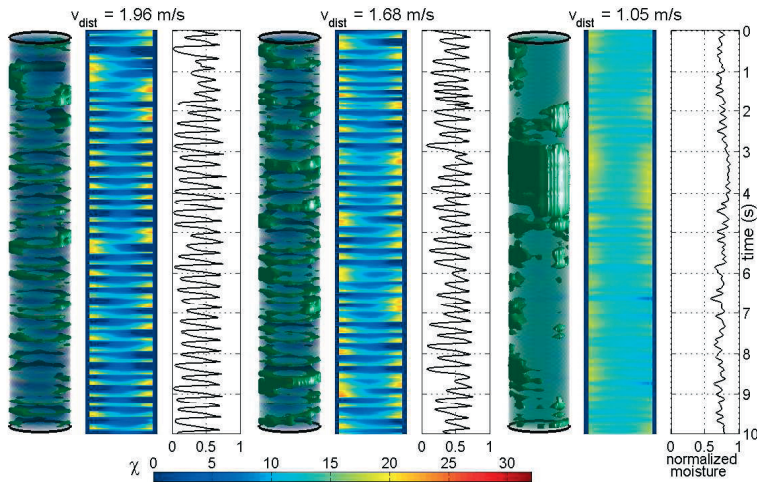 v_dist = 1.96 m/s
v_dist = 1.68 m/s
v_dist = 1.05 m/s
0
1
2
3
4
5
6
7
8
9
10
time (s)
0 0.5 1
0 0.5 1
0 0.5 1
normalized
moisture
χ 0 5 10 15 20 25 30